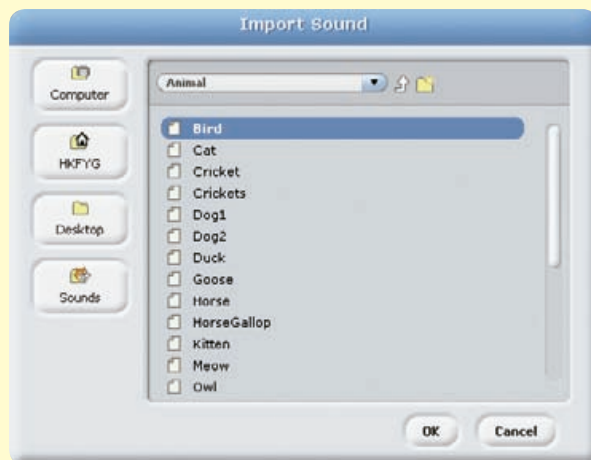 Import Sound
Computer
HKFYG
Desktop
Sounds
Animal
Bird
Cat
Cricket
Crickets
Dog1
Dog2
Duck
Goose
Horse
HorseGallop
Kitten
Meow
Owl
OK
Cancel